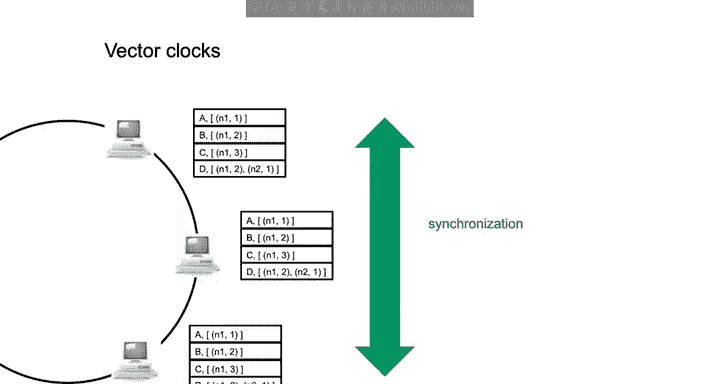 Vector clocks
A, [ (n1, 1) ]
B, [ (n1, 2) ]
C, [ (n1, 3) ]
D, [ (n1, 2), (n2, 1) ]
A, [ (n1, 1) ]
B, [ (n1, 2) ]
C, [ (n1, 3) ]
D, [ (n1, 2), (n2, 1) ]
synchronization
A, [ (n1, 1) ]
B, [ (n1, 2) ]
C, [ (n1, 3) ]